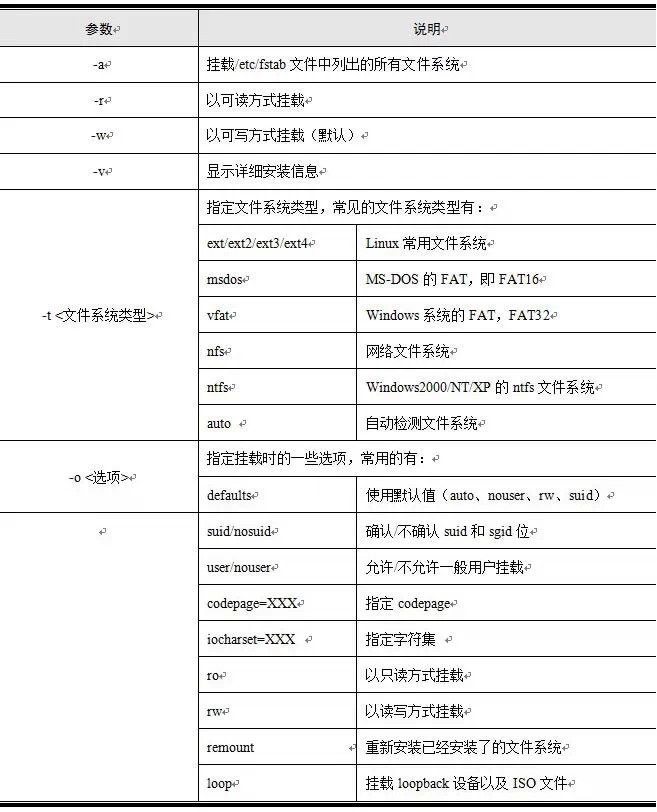 参数 说明
-a 挂载/etc/fstab 文件中列出的所有文件系统
-r 以可读方式挂载
-w 以可写方式挂载（默认）
-v 显示详细安装信息
-t <文件系统类型> 指定文件系统类型，常见的文件系统类型有：
ext/ext2/ext3/ext4 Linux 常用文件系统
msdos MS-DOS 的 FAT，即 FAT16
vfat Windows 系统的 FAT，FAT32
nfs 网络文件系统
ntfs Windows2000/NT/XP 的 ntfs 文件系统
auto 自动检测文件系统
-o <选项> 指定挂载时的一些选项，常用的有：
defaults 使用默认值（auto、nouser、rw、suid）
suid/nosuid 确认/不确认 suid 和 sgid 位
user/nouser 允许/不允许一般用户挂载
codepage=XXX 指定 codepage
iocharset=XXX 指定字符集
ro 以只读方式挂载
rw 以读写方式挂载
remount 重新安装已经安装了的文件系统
loop 挂载 loopback 设备以及 ISO 文件